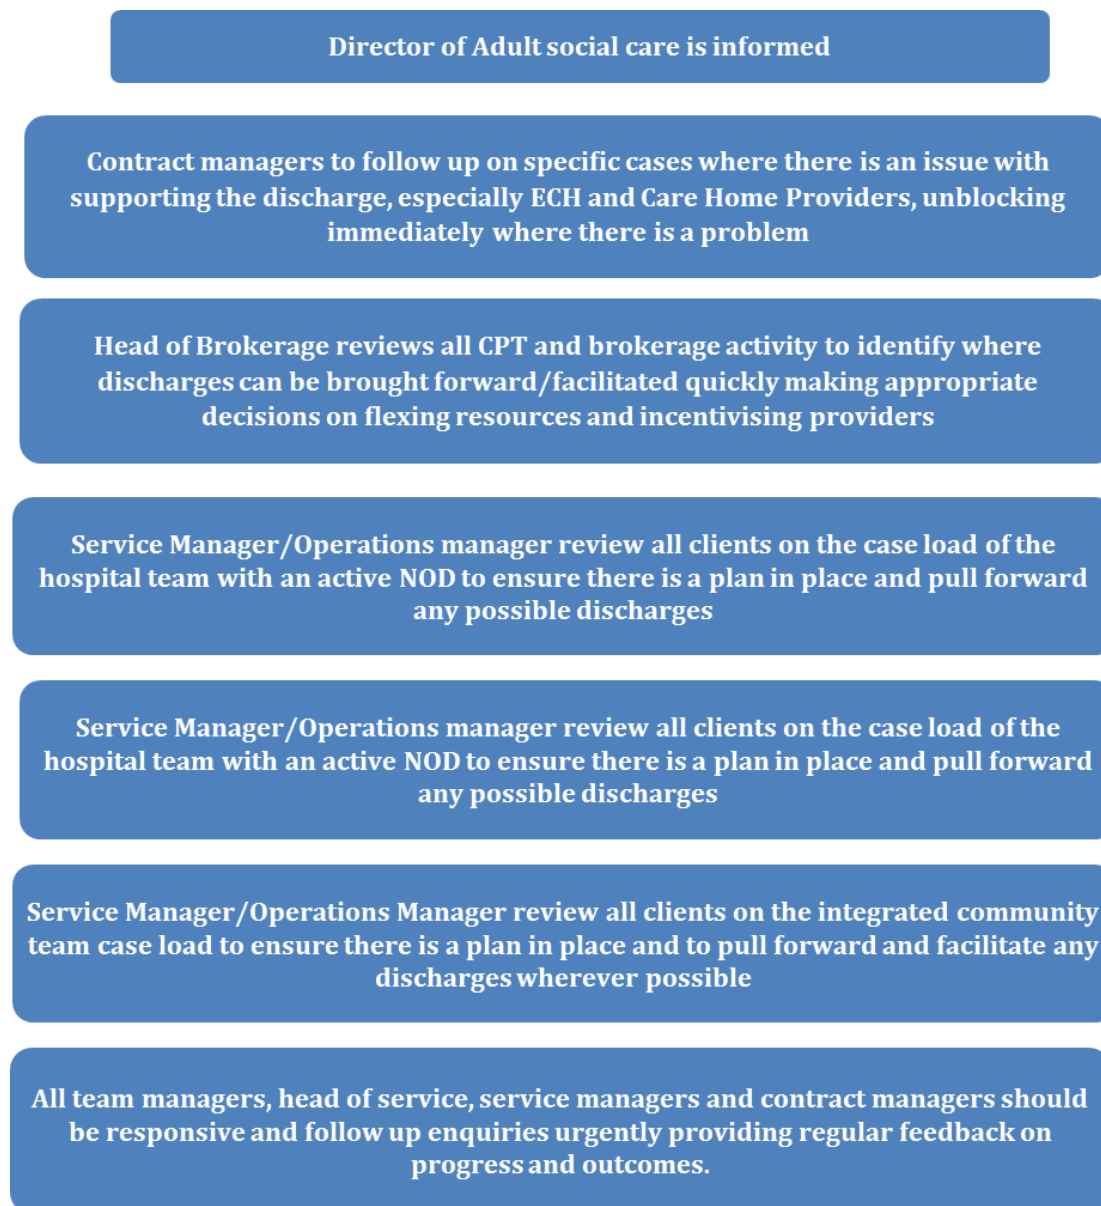 Director of Adult social care is informed
Contract managers to follow up on specific cases where there is an issue with
supporting the discharge, especially ECH and Care Home Providers, unblocking
immediately where there is a problem
Head of Brokerage reviews all CPT and brokerage activity to identify where
discharges can be brought forward/facilitated quickly making appropriate
decisions on flexing resources and incentivising providers
Service Manager/Operations manager review all clients on the case load of the
hospital team with an active NOD to ensure there is a plan in place and pull forward
any possible discharges
Service Manager/Operations manager review all clients on the case load of the
hospital team with an active NOD to ensure there is a plan in place and pull forward
any possible discharges
Service Manager/Operations Manager review all clients on the integrated community
team case load to ensure there is a plan in place and to pull forward and facilitate any
discharges wherever possible
All team managers, head of service, service managers and contract managers should
be responsive and follow up enquiries urgently providing regular feedback on
progress and outcomes.